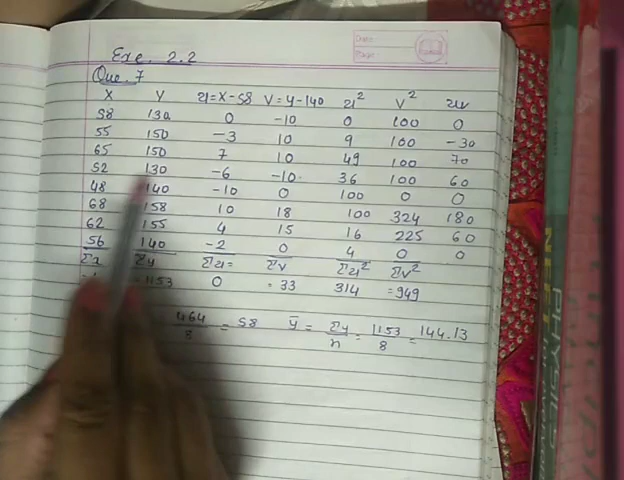 Exe. 2.2
Que. 7
X Y u=X-58 V=Y-140 u² V² uv
58 130 0 -10 0 100 0
55 150 -3 10 9 100 -30
65 150 7 10 49 100 70
52 130 -6 -10 36 100 60
48 140 -10 0 100 0 0
68 158 10 18 100 324 180
62 155 4 15 16 225 60
56 140 -2 0 4 0 0
Σx Σy Σu= Σv Σu² Σv²
=1153 0 =33 314 =949
464/8 = 58 ȳ = Σy/n = 1153/8 = 144.13
Date
Page
PHYSICS
NEET